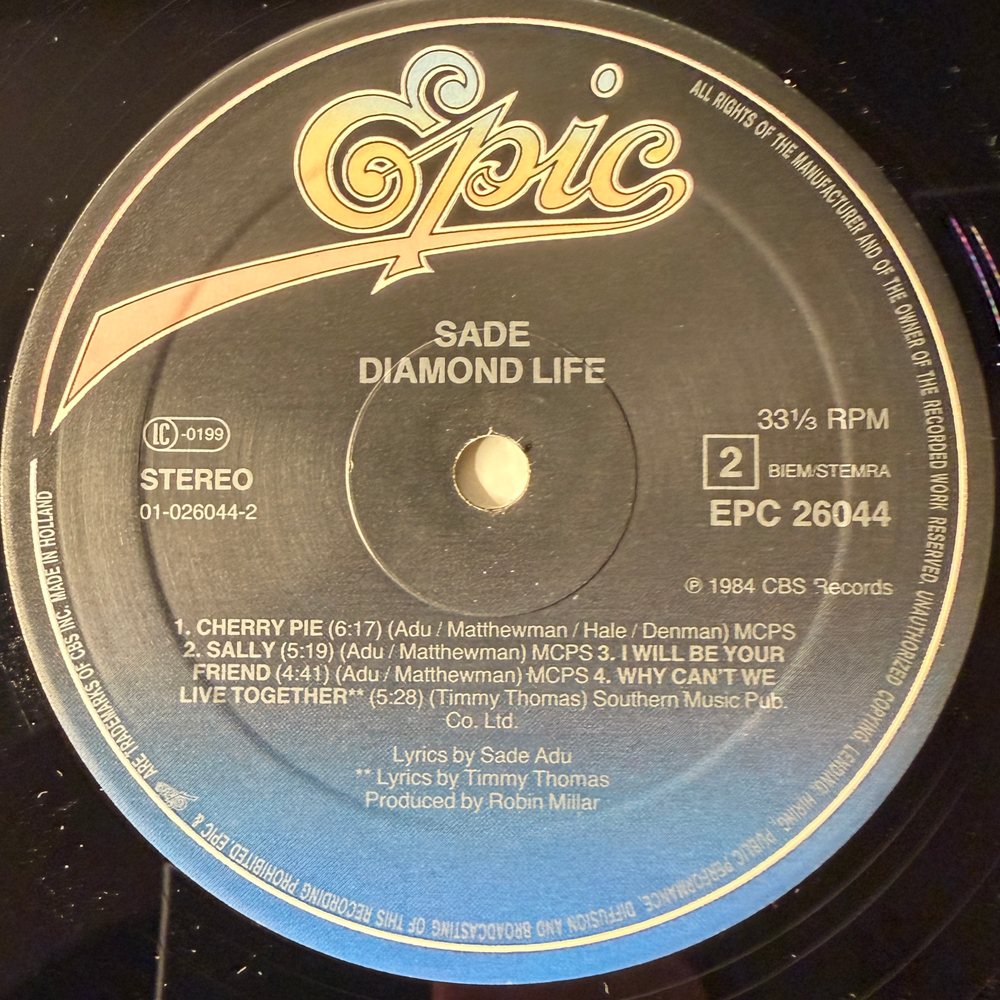 Epic
SADE
DIAMOND LIFE
LC -0199
STEREO
01-026044-2
33⅓ RPM
2 BIEM/STEMRA
EPC 26044
℗ 1984 CBS Records
1. CHERRY PIE (6:17) (Adu / Matthewman / Hale / Denman) MCPS
2. SALLY (5:19) (Adu / Matthewman) MCPS 3. I WILL BE YOUR
FRIEND (4:41) (Adu / Matthewman) MCPS 4. WHY CAN'T WE
LIVE TOGETHER** (5:28) (Timmy Thomas) Southern Music Pub.
Co. Ltd.
Lyrics by Sade Adu
** Lyrics by Timmy Thomas
Produced by Robin Millar
ALL RIGHTS OF THE MANUFACTURER AND OF THE OWNER OF THE RECORDED WORK RESERVED. UNAUTHORIZED COPYING, LENDING, HIRING, PUBLIC PERFORMANCE, DIFFUSION AND BROADCASTING OF THIS RECORDING PROHIBITED. EPIC & ARE TRADEMARKS OF CBS INC. MADE IN HOLLAND